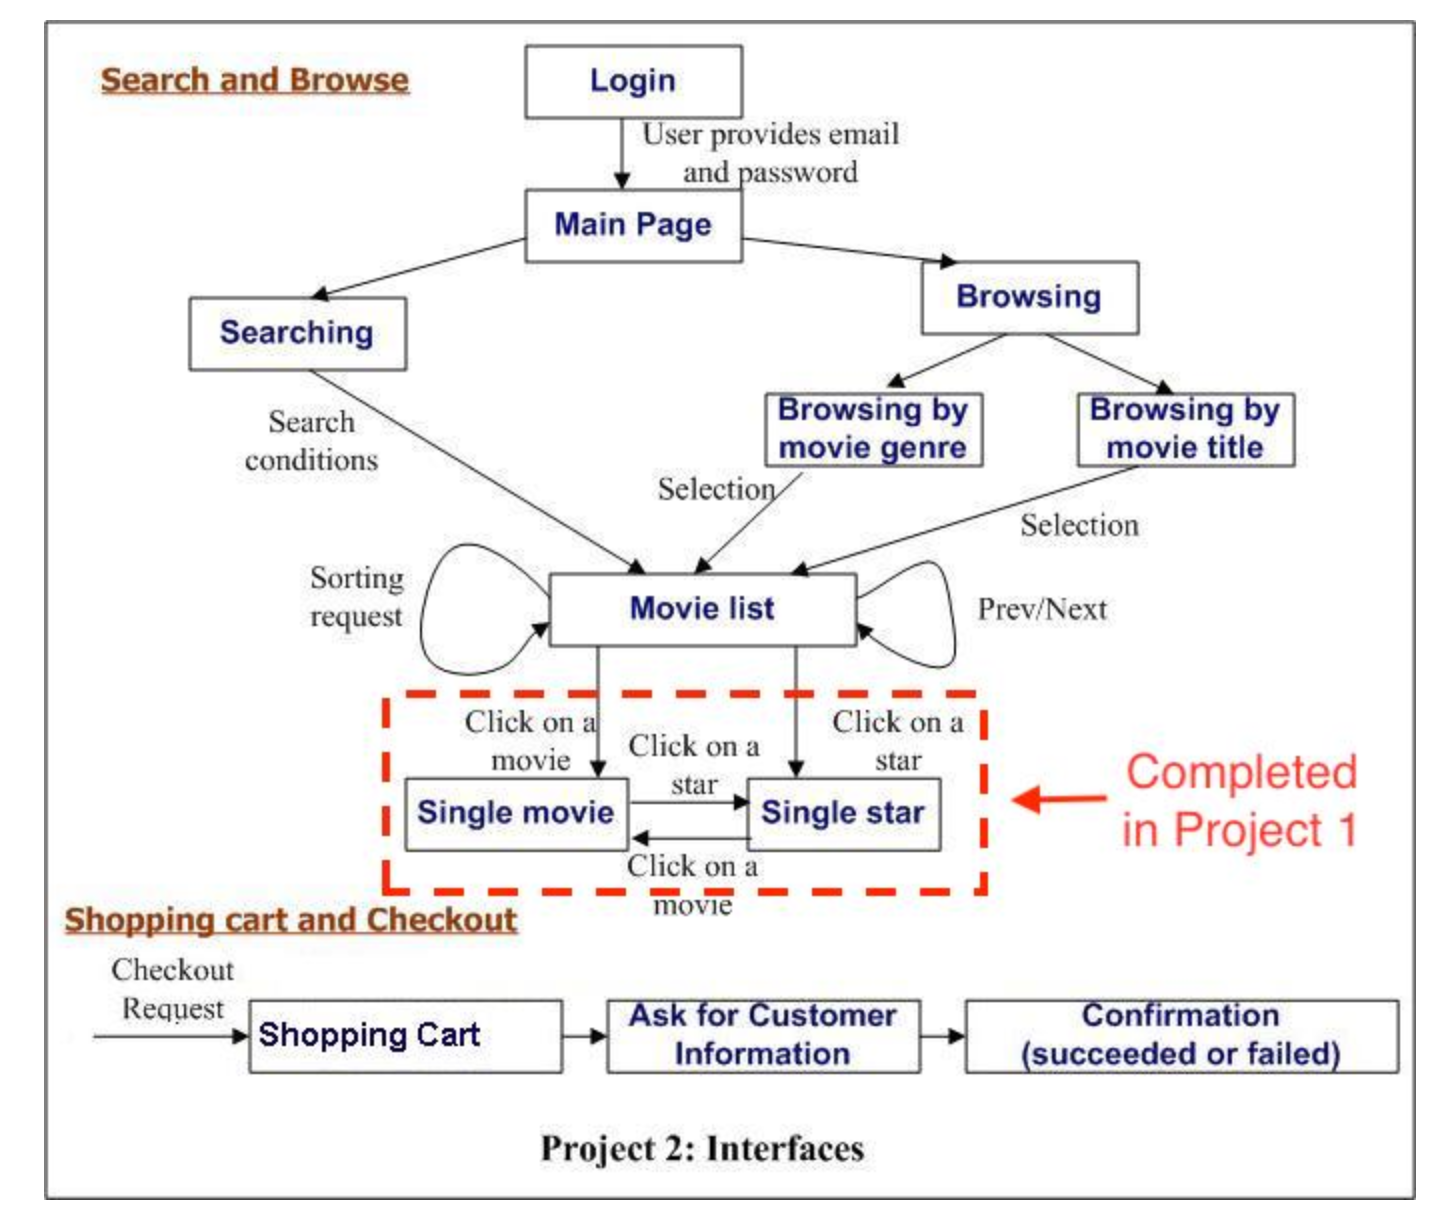 Search and Browse
Login
User provides email
and password
Main Page
Searching
Browsing
Search
conditions
Browsing by
movie genre
Browsing by
movie title
Selection
Selection
Sorting
request
Movie list
Prev/Next
Click on a
movie
Click on a
star
Click on a
star
Single movie
Single star
Click on a
movie
Completed
in Project 1
Shopping cart and Checkout
Checkout
Request
Shopping Cart
Ask for Customer
Information
Confirmation
(succeeded or failed)
Project 2: Interfaces